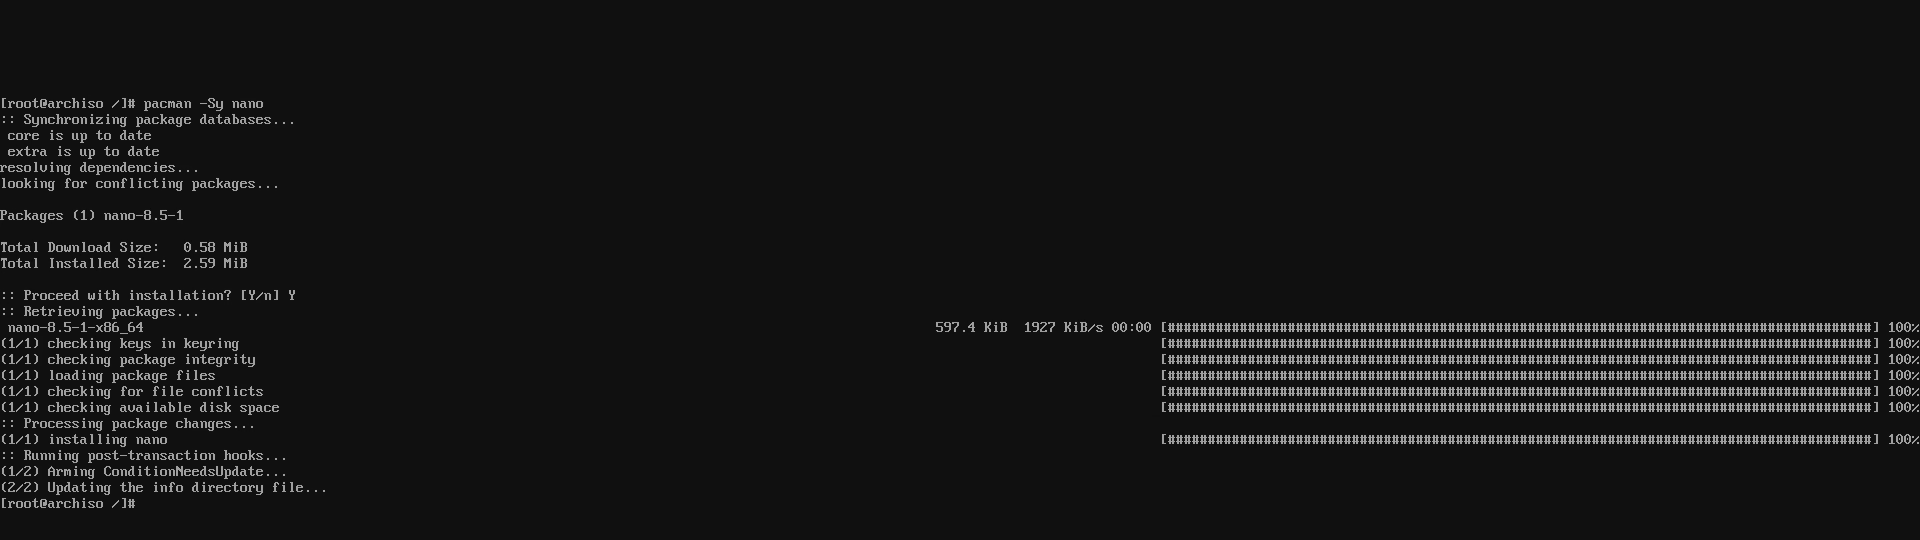 [root@archiso /]# pacman -Sy nano
:: Synchronizing package databases...
 core is up to date
 extra is up to date
resolving dependencies...
looking for conflicting packages...

Packages (1) nano-8.5-1

Total Download Size:   0.58 MiB
Total Installed Size:  2.59 MiB

:: Proceed with installation? [Y/n] Y
:: Retrieving packages...
 nano-8.5-1-x86_64 597.4 KiB  1927 KiB/s 00:00 [########################################################################################] 100%
(1/1) checking keys in keyring [########################################################################################] 100%
(1/1) checking package integrity [########################################################################################] 100%
(1/1) loading package files [########################################################################################] 100%
(1/1) checking for file conflicts [########################################################################################] 100%
(1/1) checking available disk space [########################################################################################] 100%
:: Processing package changes...
(1/1) installing nano [########################################################################################] 100%
:: Running post-transaction hooks...
(1/2) Arming ConditionNeedsUpdate...
(2/2) Updating the info directory file...
[root@archiso /]#